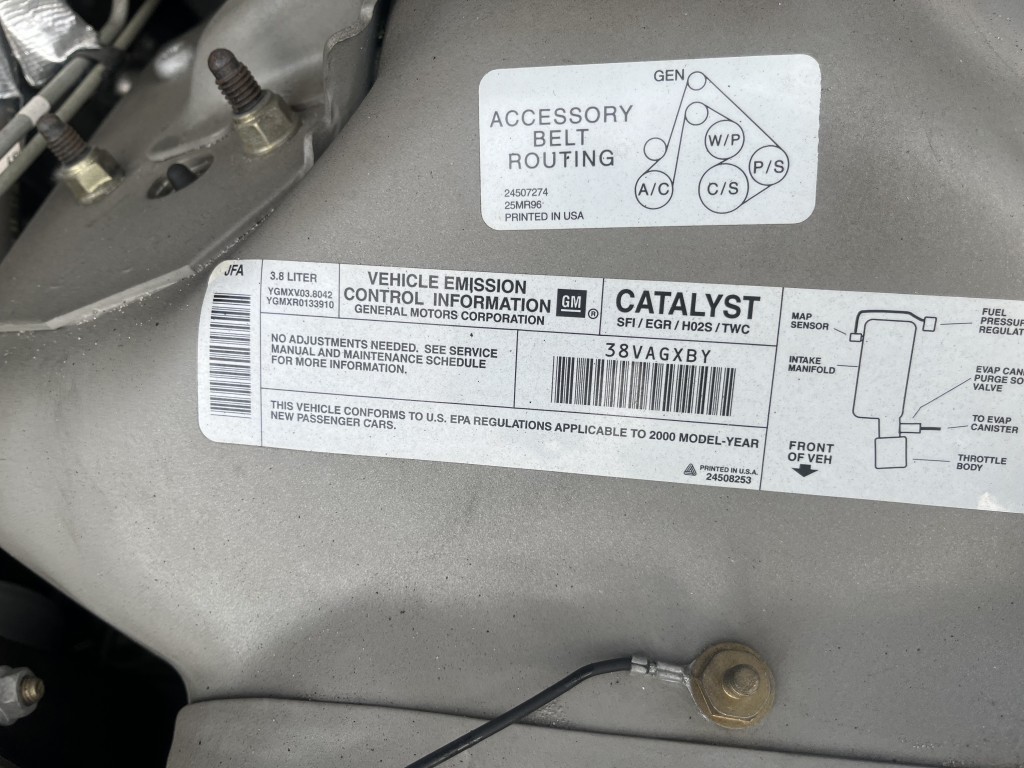 ACCESSORY
BELT
ROUTING
24507274
25MR96
PRINTED IN USA
GEN
W/P
P/S
A/C
C/S
JFA
3.8 LITER
YGMXV03.8042
YGMXR0133910
VEHICLE EMISSION
CONTROL INFORMATION GM ®
GENERAL MOTORS CORPORATION
CATALYST
SFI / EGR / H02S / TWC
NO ADJUSTMENTS NEEDED. SEE SERVICE
MANUAL AND MAINTENANCE SCHEDULE
FOR MORE INFORMATION.
38VAGXBY
THIS VEHICLE CONFORMS TO U.S. EPA REGULATIONS APPLICABLE TO 2000 MODEL-YEAR
NEW PASSENGER CARS.
PRINTED IN U.S.A.
24508253
MAP
SENSOR
FUEL
PRESSUR
REGULAT
INTAKE
MANIFOLD
EVAP CAN
PURGE SO
VALVE
TO EVAP
CANISTER
FRONT
OF VEH
THROTTLE
BODY